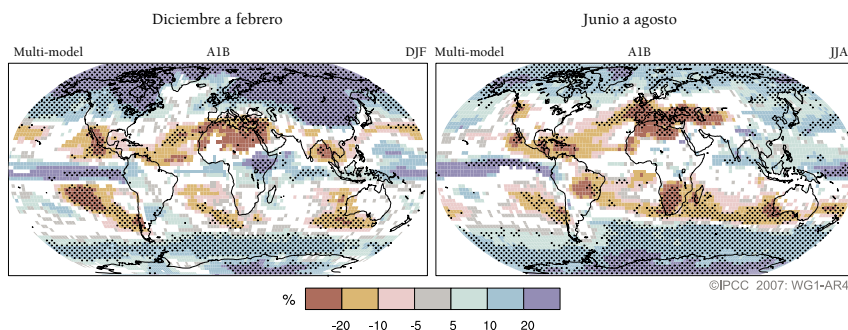 Diciembre a febrero
Junio a agosto
Multi-model A1B DJF
Multi-model A1B JJA
©IPCC 2007: WG1-AR4
%
-20 -10 -5 5 10 20